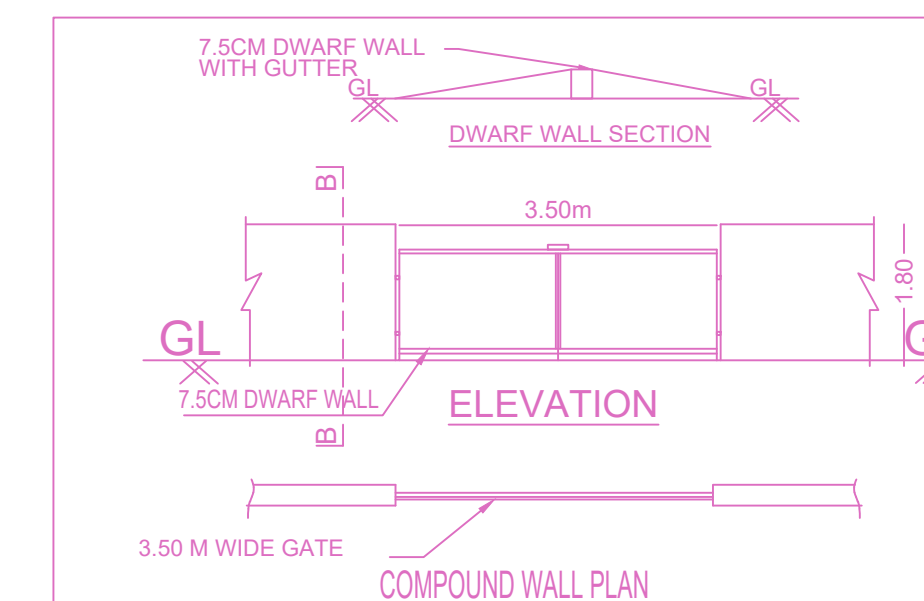 7.5CM DWARF WALL
WITH GUTTER
GL
GL
DWARF WALL SECTION
B
3.50m
1.80
GL
7.5CM DWARF WALL
ELEVATION
B
3.50 M WIDE GATE
COMPOUND WALL PLAN